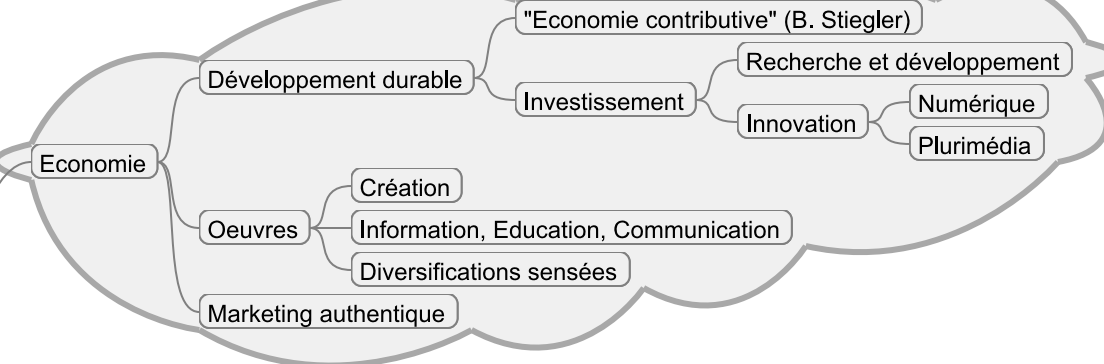 "Economie contributive" (B. Stiegler)
Développement durable
Recherche et développement
Investissement
Numérique
Innovation
Plurimédia
Economie
Création
Oeuvres
Information, Education, Communication
Diversifications sensées
Marketing authentique